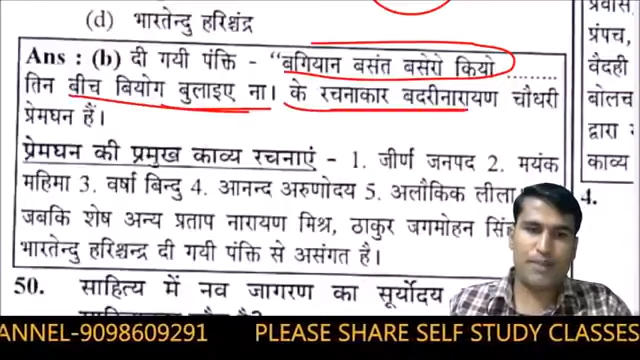 (d) भारतेन्दु हरिश्चंद्र
Ans : (b) दी गयी पंक्ति - "बगियान बसंत बसेरो कियो ..........
तिन बीच बियोग बुलाइए ना। के रचनाकार बदरीनारायण चौधरी
प्रेमघन हैं।
प्रेमघन की प्रमुख काव्य रचनाएं - 1. जीर्ण जनपद 2. मयंक
महिमा 3. वर्षा बिन्दु 4. आनन्द अरुणोदय 5. अलौकिक लीला
जबकि शेष अन्य प्रताप नारायण मिश्र, ठाकुर जगमोहन सिंह
भारतेन्दु हरिश्चन्द्र दी गयी पंक्ति से असंगत है।
50. साहित्य में नव जागरण का सूर्योदय
प्रपंच,
वैदही
बोलच
द्वारा
काव्य
4.
ANNEL-9098609291 PLEASE SHARE SELF STUDY CLASSES